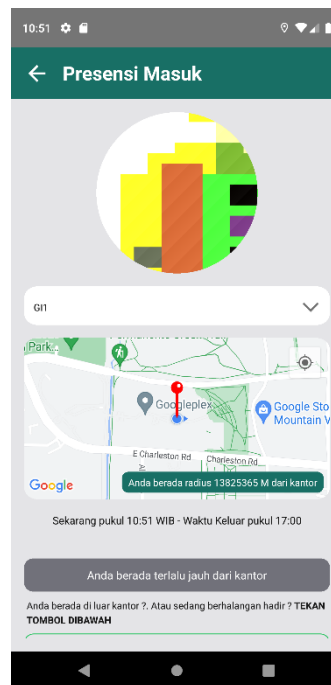 10:51
Presensi Masuk
GI1
Park
Googleplex
Google Sto
Mountain V
E Charleston Rd
Charleston Rd
Google
Anda berada radius 13825365 M dari kantor
Sekarang pukul 10:51 WIB - Waktu Keluar pukul 17:00
Anda berada terlalu jauh dari kantor
Anda berada di luar kantor ?. Atau sedang berhalangan hadir ? TEKAN
TOMBOL DIBAWAH